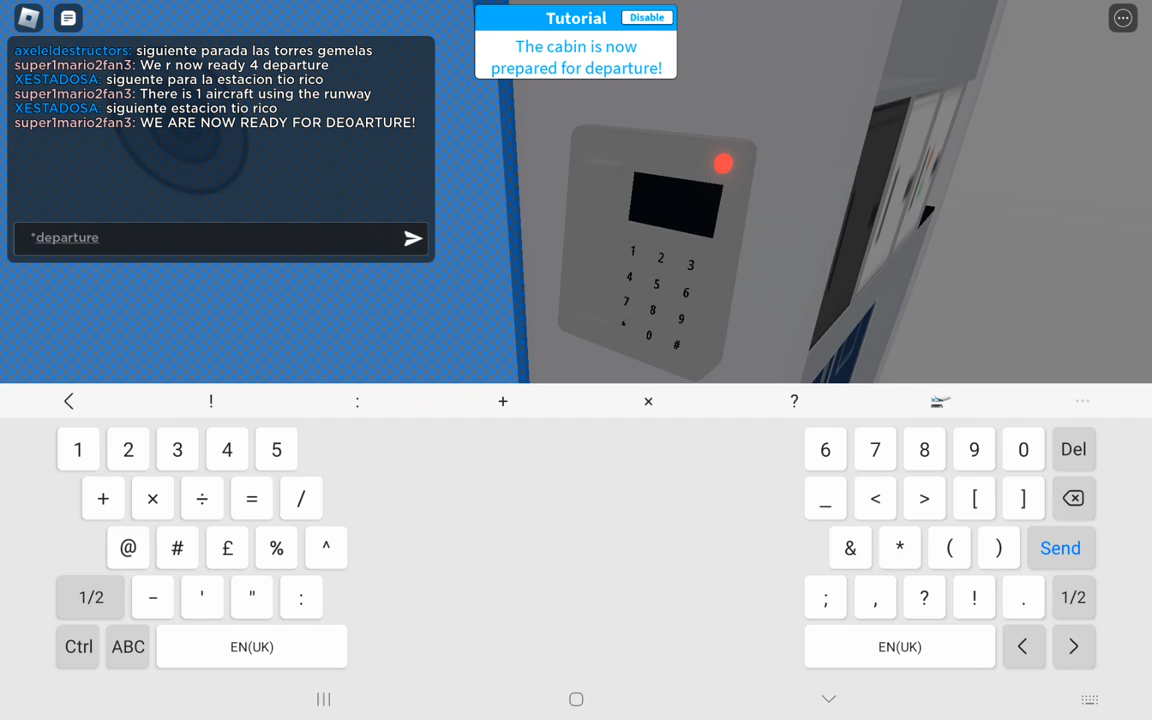 Tutorial Disable
The cabin is now
prepared for departure!
axeleldestructors: siguiente parada las torres gemelas
super1mario2fan3: We r now ready 4 departure
XESTADOSA: siguente para la estacion tio rico
super1mario2fan3: There is 1 aircraft using the runway
XESTADOSA: siguiente estacion tio rico
super1mario2fan3: WE ARE NOW READY FOR DE0ARTURE!
*departure
1 2 3
4 5 6
7 8 9
* 0 #
! : + × ? ...
1 2 3 4 5 6 7 8 9 0 Del
+ × ÷ = / _ < > [ ]
@ # £ % ^ & * ( ) Send
1/2 - ' " : ; , ? ! . 1/2
Ctrl ABC EN(UK) EN(UK) < >